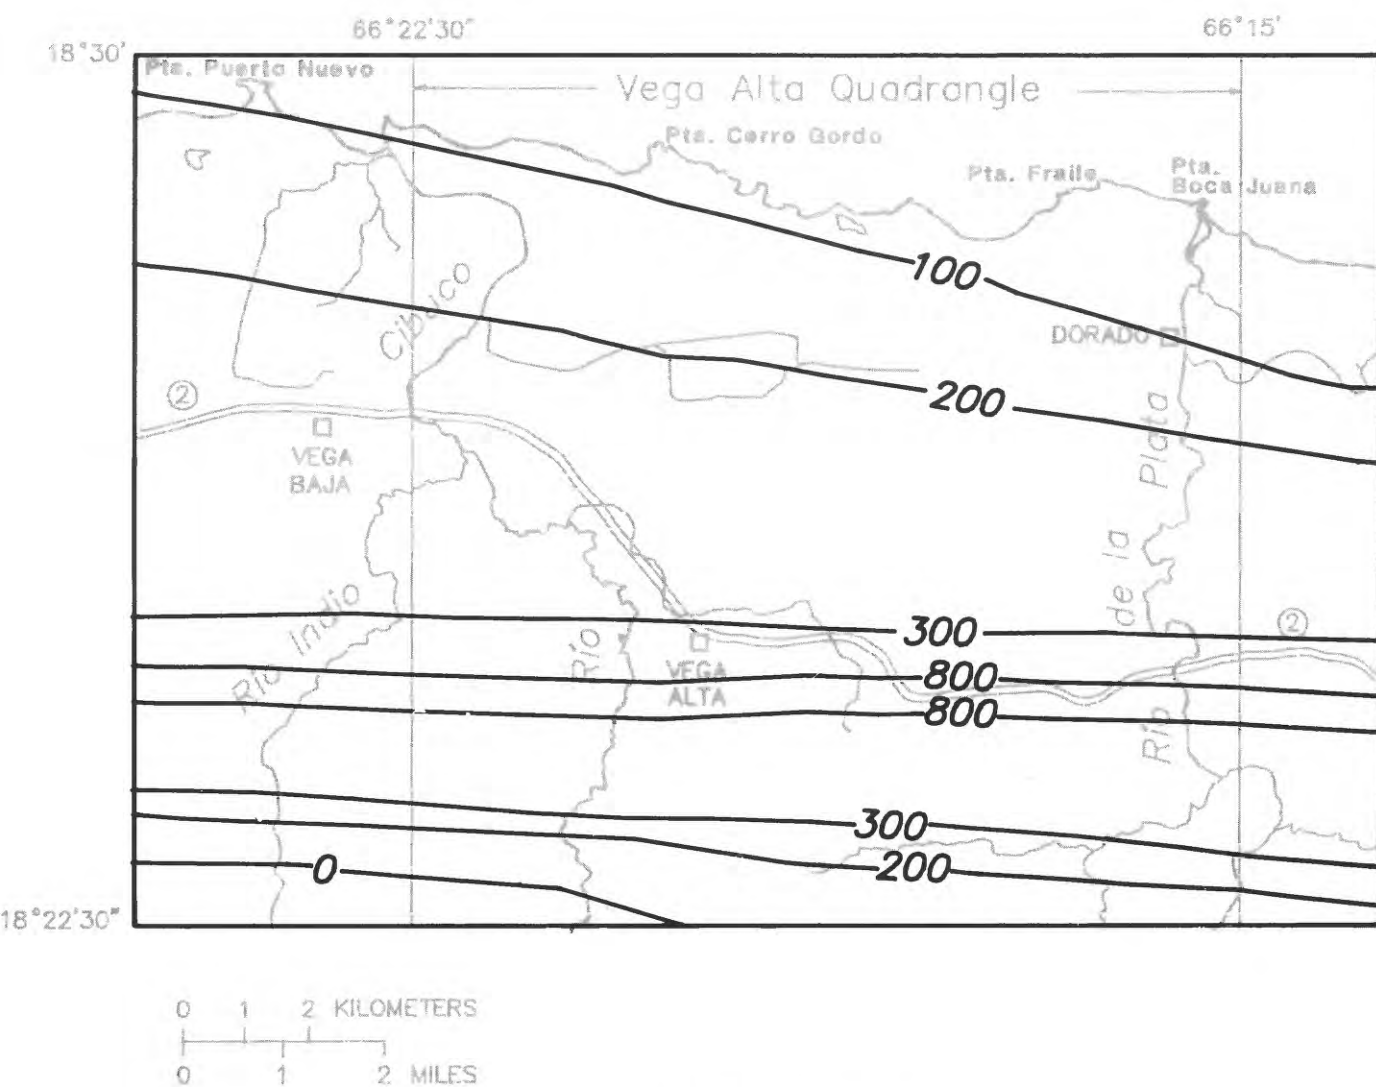 66°22'30" 66°15'
18°30'
Pta. Puerto Nuevo
Vega Alta Quadrangle
Pta. Cerro Gordo
Pta. Fraile
Pta.
Boca Juana
100
Cibuco
DORADO
200
2
VEGA
BAJA
Plata
de la
Río Indio
Río
300
2
VEGA
ALTA
800
800
Río
300
200
0
18°22'30"
0 1 2 KILOMETERS
0 1 2 MILES